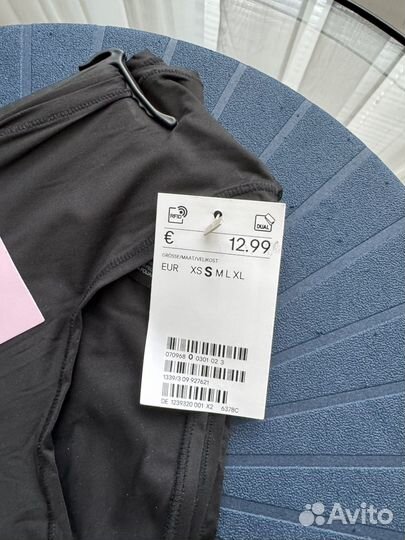 RFID
DUAL
€ 12.99
GRÖSSE/MAAT/VELIKOST
EUR XS S M L XL
070968 0 0301 02 3
1339/3 09 927621
DE 1239320 001 X2 6378C
Avito